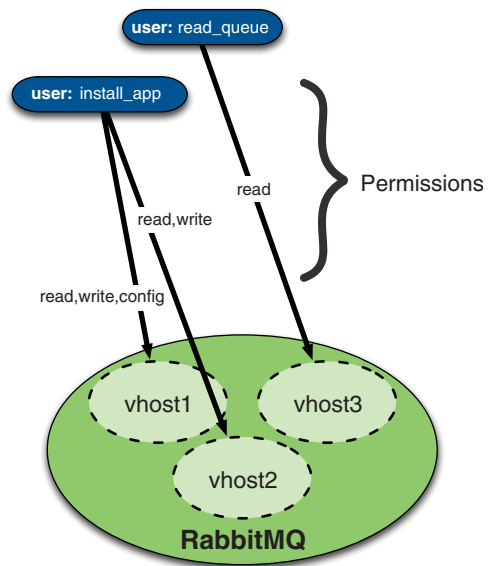 user: read_queue
user: install_app
read
Permissions
read,write
read,write,config
vhost1
vhost3
vhost2
RabbitMQ